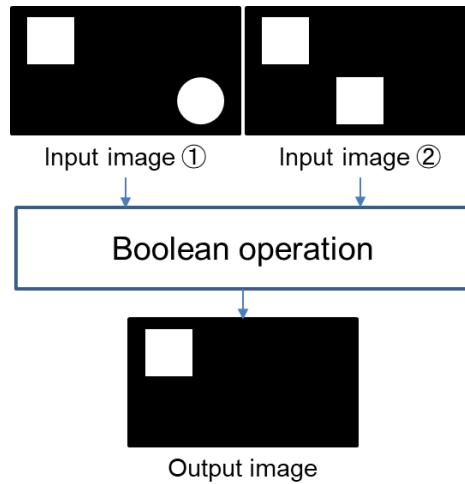 Input image ①
Input image ②
Boolean operation
Output image